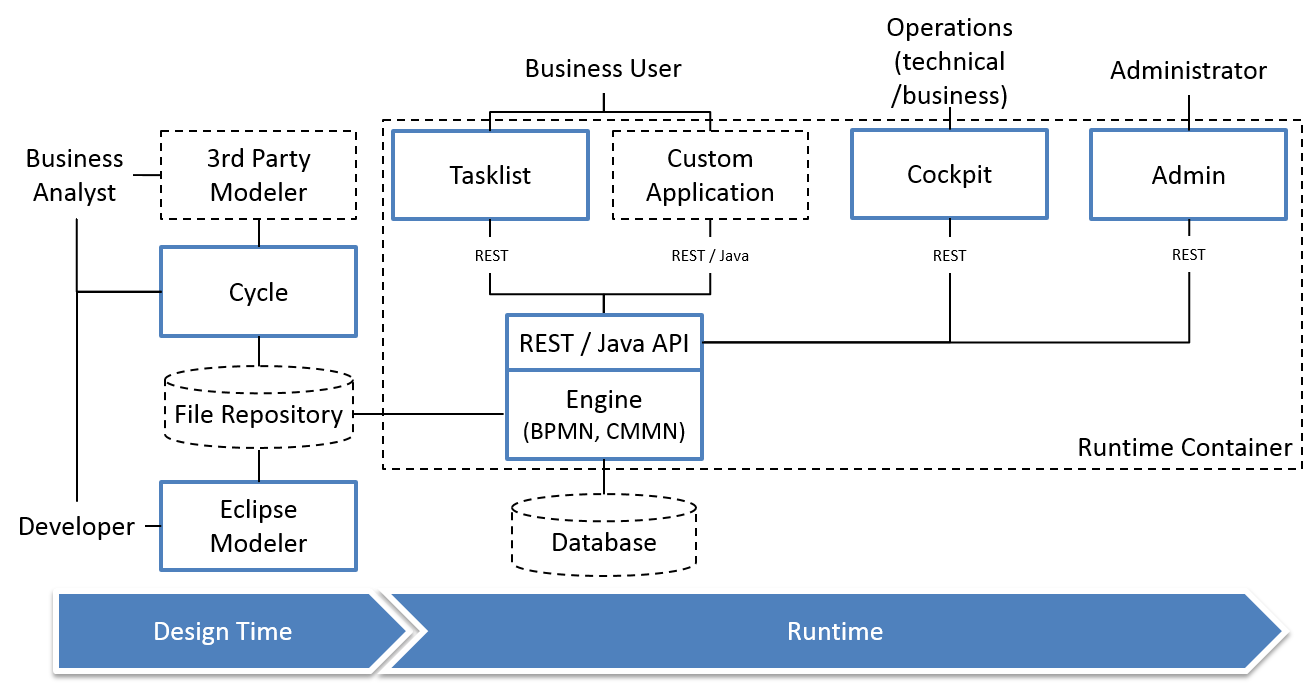 Operations
(technical
/business)
Business User
Administrator
Business
Analyst
3rd Party
Modeler
Tasklist
Custom
Application
Cockpit
Admin
REST
REST / Java
REST
REST
Cycle
REST / Java API
File Repository
Engine
(BPMN, CMMN)
Runtime Container
Developer
Eclipse
Modeler
Database
Design Time
Runtime